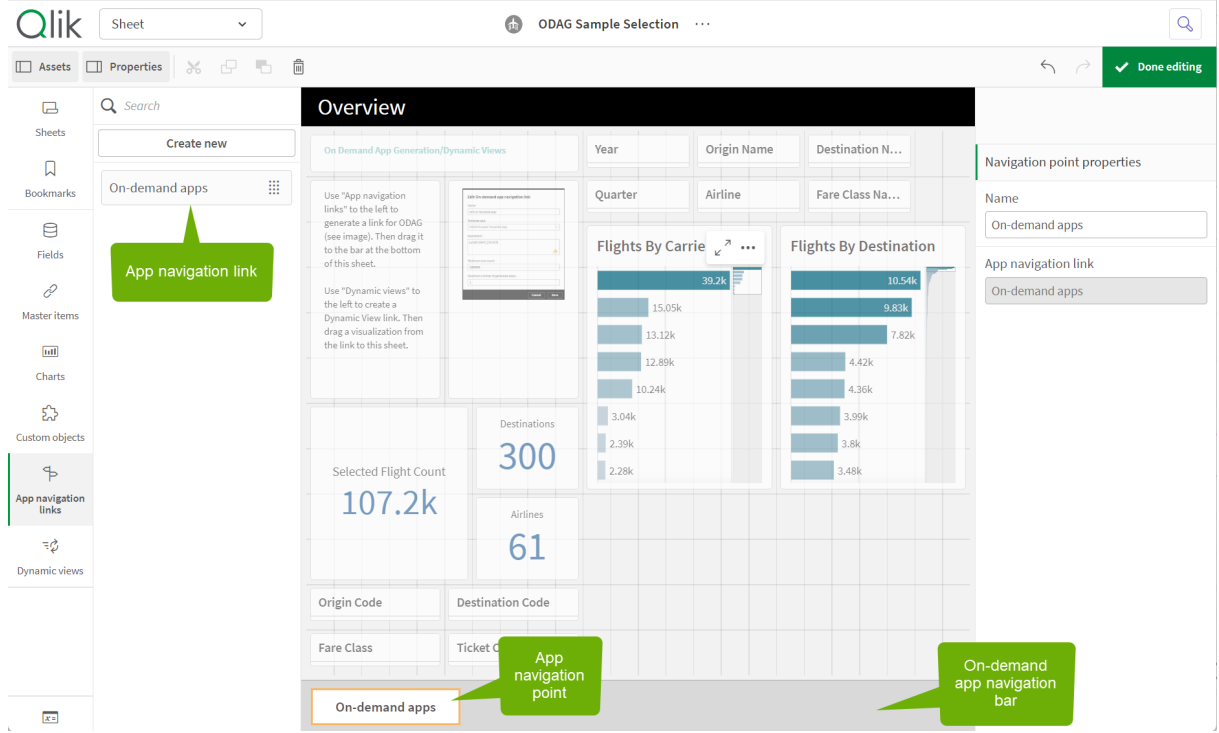 Qlik
Sheet
ODAG Sample Selection
Assets
Properties
Done editing
Sheets
Bookmarks
Fields
Master items
Charts
Custom objects
App navigation
links
Dynamic views
Search
Create new
On-demand apps
App navigation link
Overview
On Demand App Generation/Dynamic Views
Year
Origin Name
Destination N...
Quarter
Airline
Fare Class Na...
Use "App navigation
links" to the left to
generate a link for ODAG
(see image). Then drag it
to the bar at the bottom
of this sheet.
Use "Dynamic views" to
the left to create a
Dynamic View link. Then
drag a visualization from
the link to this sheet.
Flights By Carrie
39.2k
15.05k
13.12k
12.89k
10.24k
3.04k
2.39k
2.28k
Flights By Destination
10.54k
9.83k
7.82k
4.42k
4.36k
3.99k
3.8k
3.48k
Selected Flight Count
107.2k
Destinations
300
Airlines
61
Origin Code
Destination Code
Fare Class
Ticket
App
navigation
point
On-demand
app navigation
bar
On-demand apps
Navigation point properties
Name
On-demand apps
App navigation link
On-demand apps